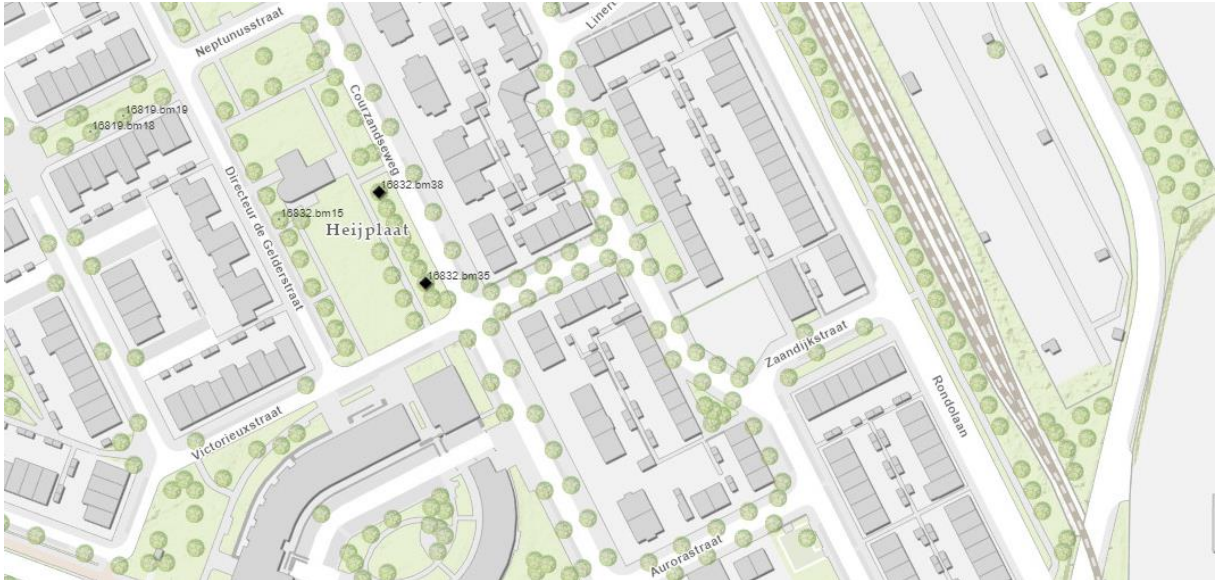 Neptunusstraat
Courzandseweg
16819.bm19
16819.bm18
Directeur de Gelderstraat
16832.bm38
16832.bm15
Heijplaat
16832.bm35
Zaandijkstraat
Rondolaan
Victorieuxstraat
Aurorastraat